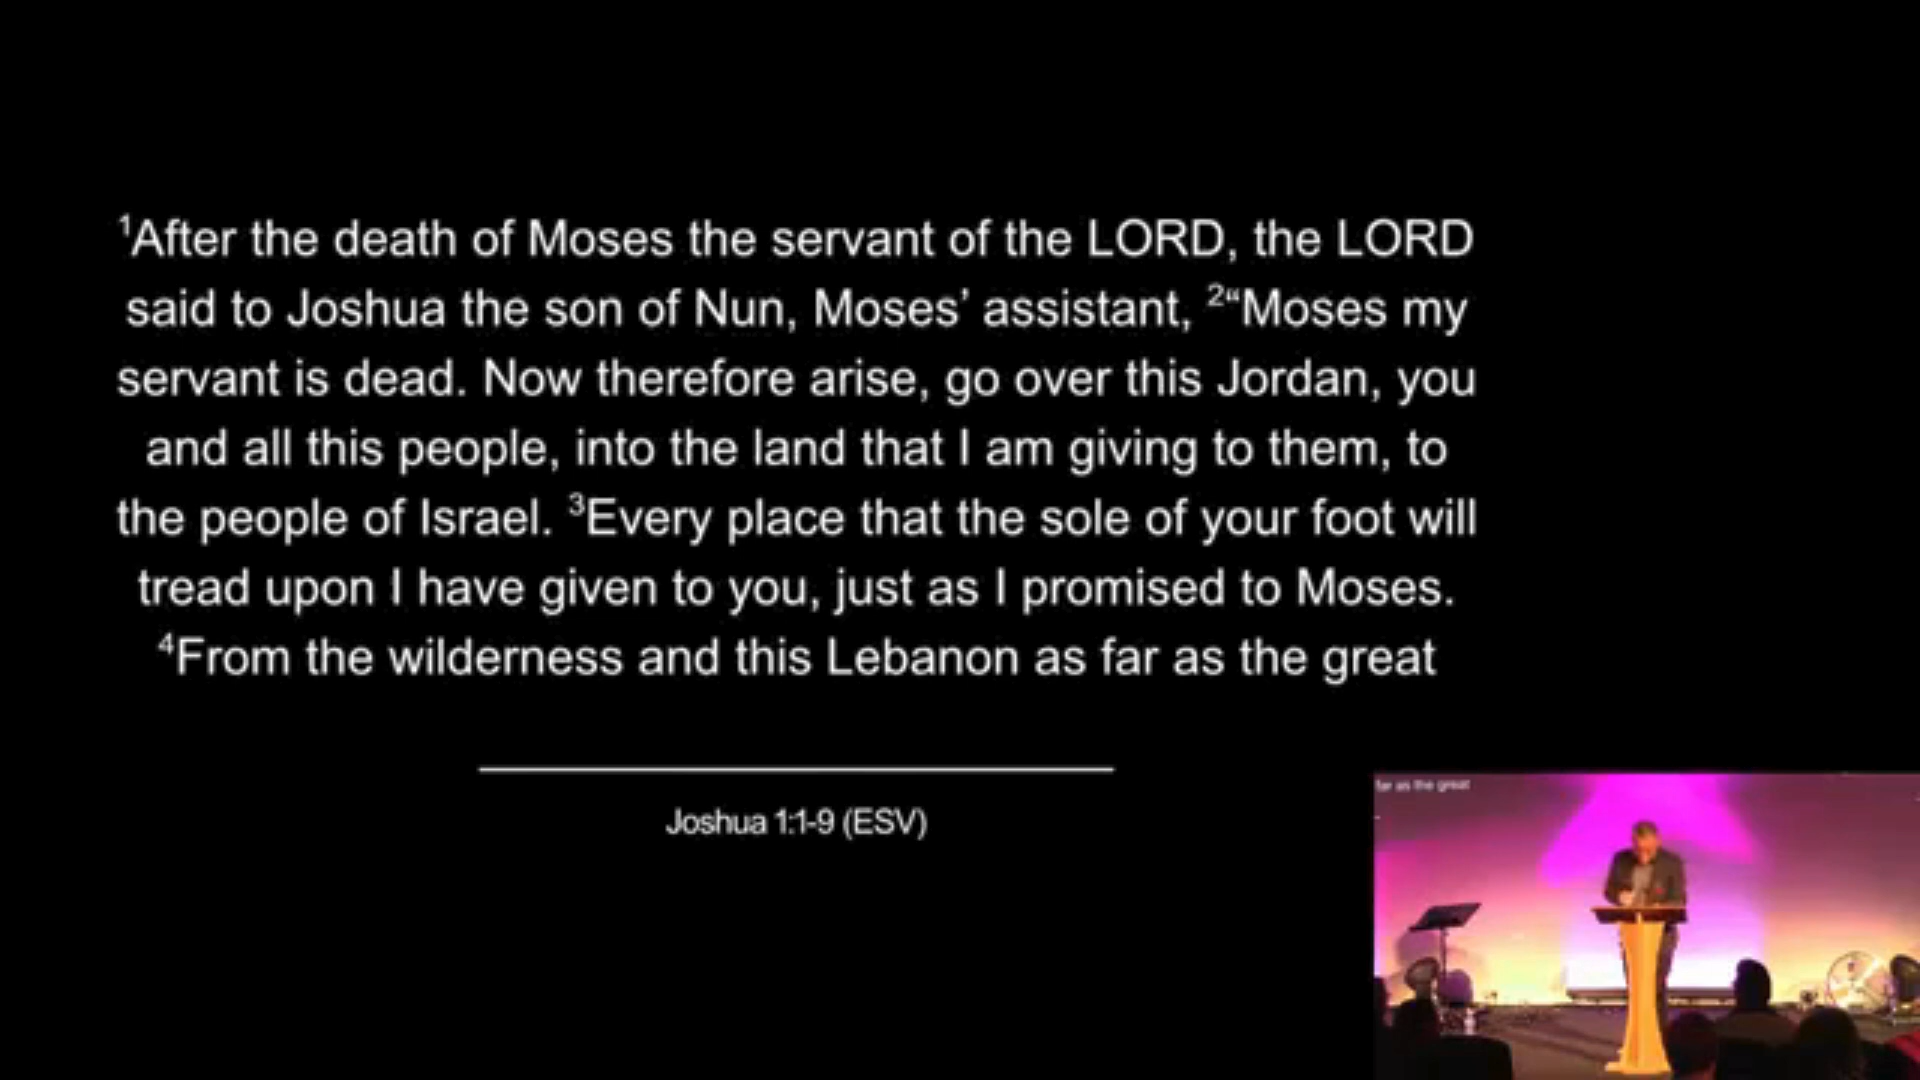 ¹After the death of Moses the servant of the LORD, the LORD
said to Joshua the son of Nun, Moses’ assistant, ²“Moses my
servant is dead. Now therefore arise, go over this Jordan, you
and all this people, into the land that I am giving to them, to
the people of Israel. ³Every place that the sole of your foot will
tread upon I have given to you, just as I promised to Moses.
⁴From the wilderness and this Lebanon as far as the great
Joshua 1:1-9 (ESV)
far as the great